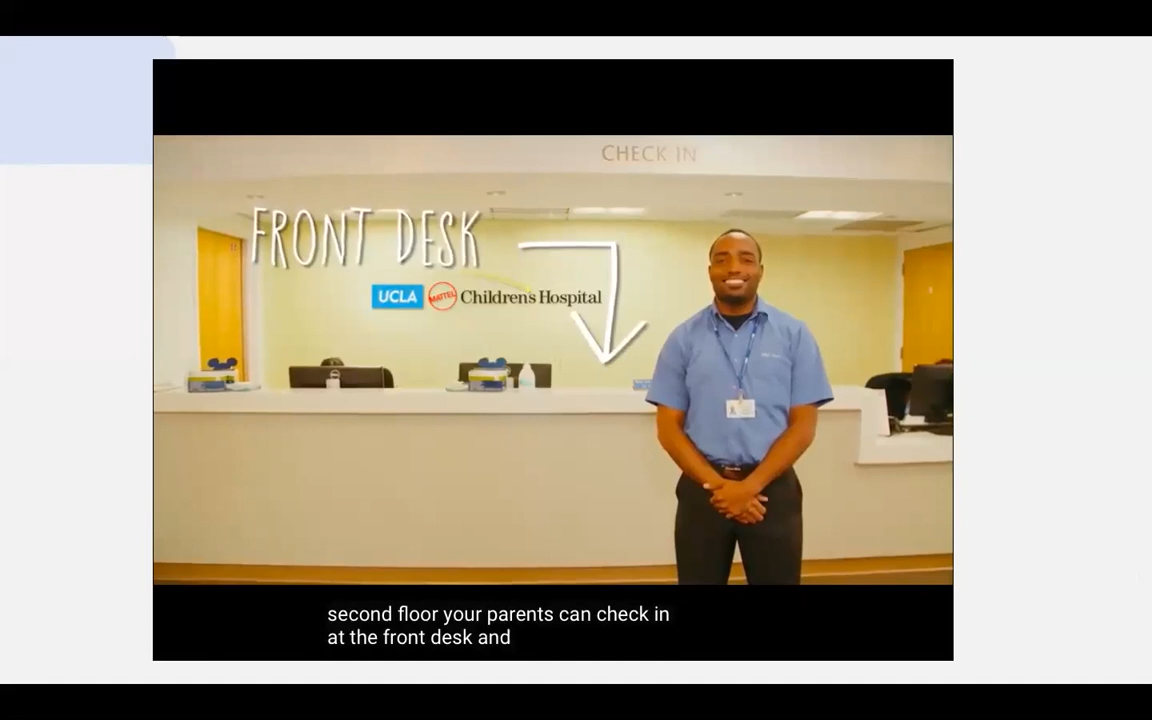 CHECK IN
FRONT DESK
UCLA MATTEL Children's Hospital
second floor your parents can check in
at the front desk and